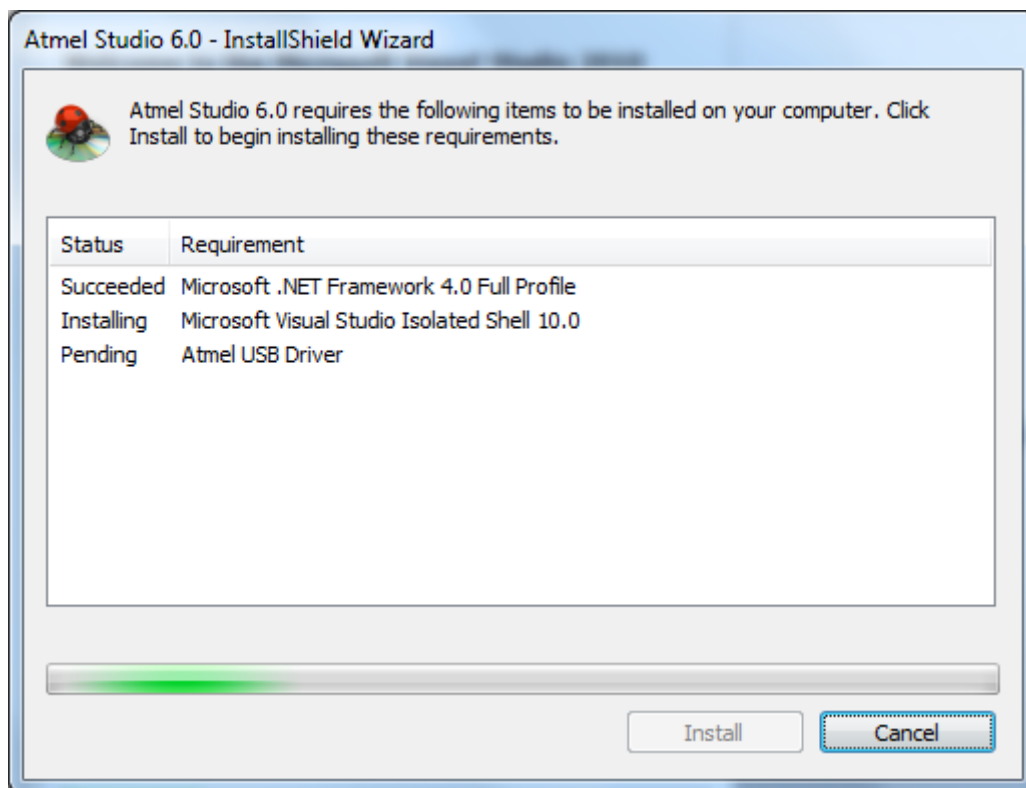 Atmel Studio 6.0 - InstallShield Wizard
Atmel Studio 6.0 requires the following items to be installed on your computer. Click
Install to begin installing these requirements.
Status Requirement
Succeeded Microsoft .NET Framework 4.0 Full Profile
Installing Microsoft Visual Studio Isolated Shell 10.0
Pending Atmel USB Driver
Install Cancel